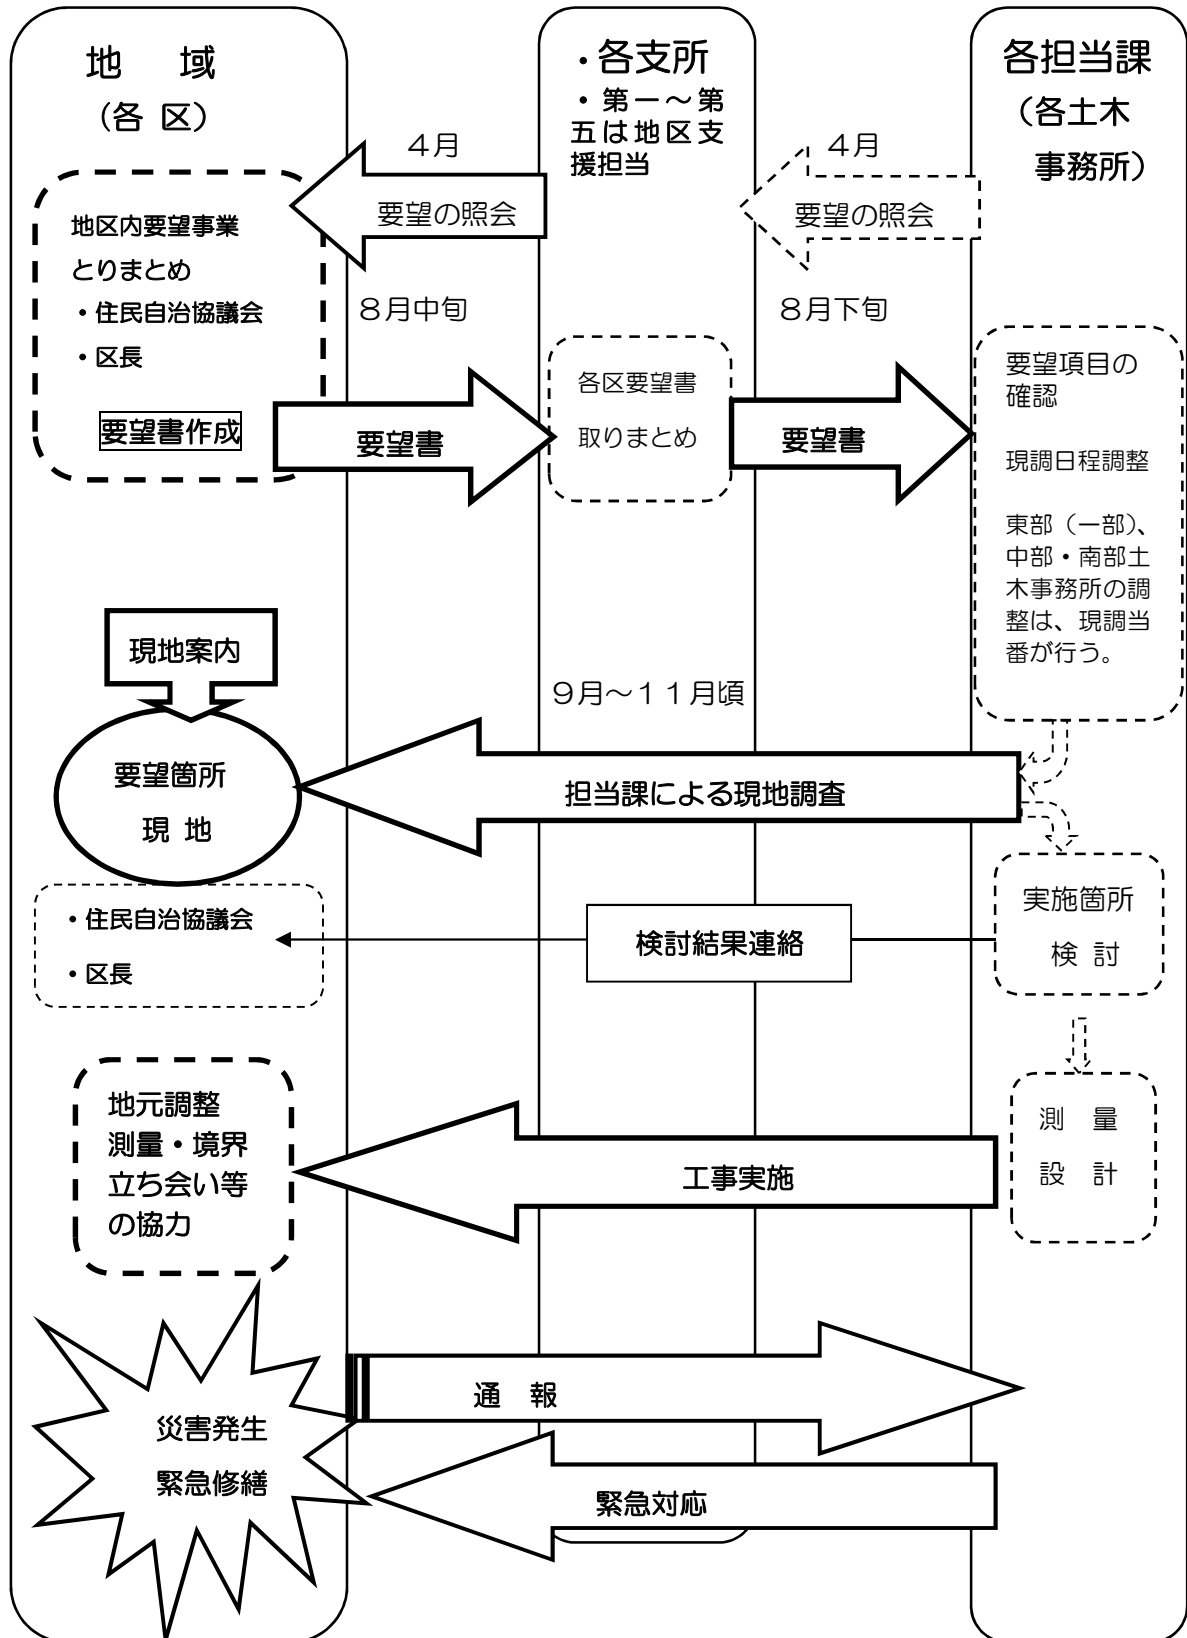 地　域
（各 区）
・各支所
・第一～第
五は地区支
援担当
各担当課
（各土木
事務所）
４月
要望の照会
４月
要望の照会
地区内要望事業
とりまとめ
・住民自治協議会
・区長
要望書作成
８月中旬
要望書
各区要望書
取りまとめ
８月下旬
要望書
要望項目の
確認
現調日程調整
東部（一部）、
中部・南部土
木事務所の調
整は、現調当
番が行う。
現地案内
要望箇所
現 地
９月～１１月頃
担当課による現地調査
・住民自治協議会
・区長
検討結果連絡
実施箇所
検 討
地元調整
測量・境界
立ち会い等
の協力
工事実施
測　量
設　計
災害発生
緊急修繕
通　報
緊急対応